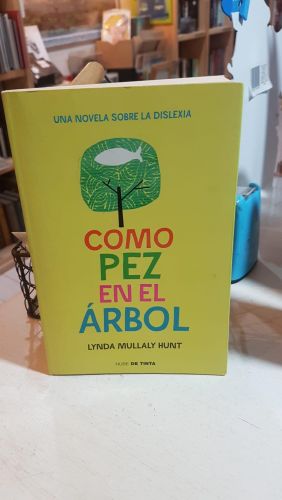 UNA NOVELA SOBRE LA DISLEXIA
COMO
PEZ
EN EL
ÁRBOL
LYNDA MULLALY HUNT
NUBE DE TINTA